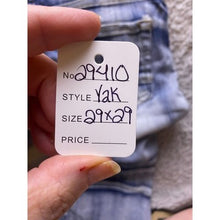 No 29410
STYLE Yak
SIZE 29x29
PRICE